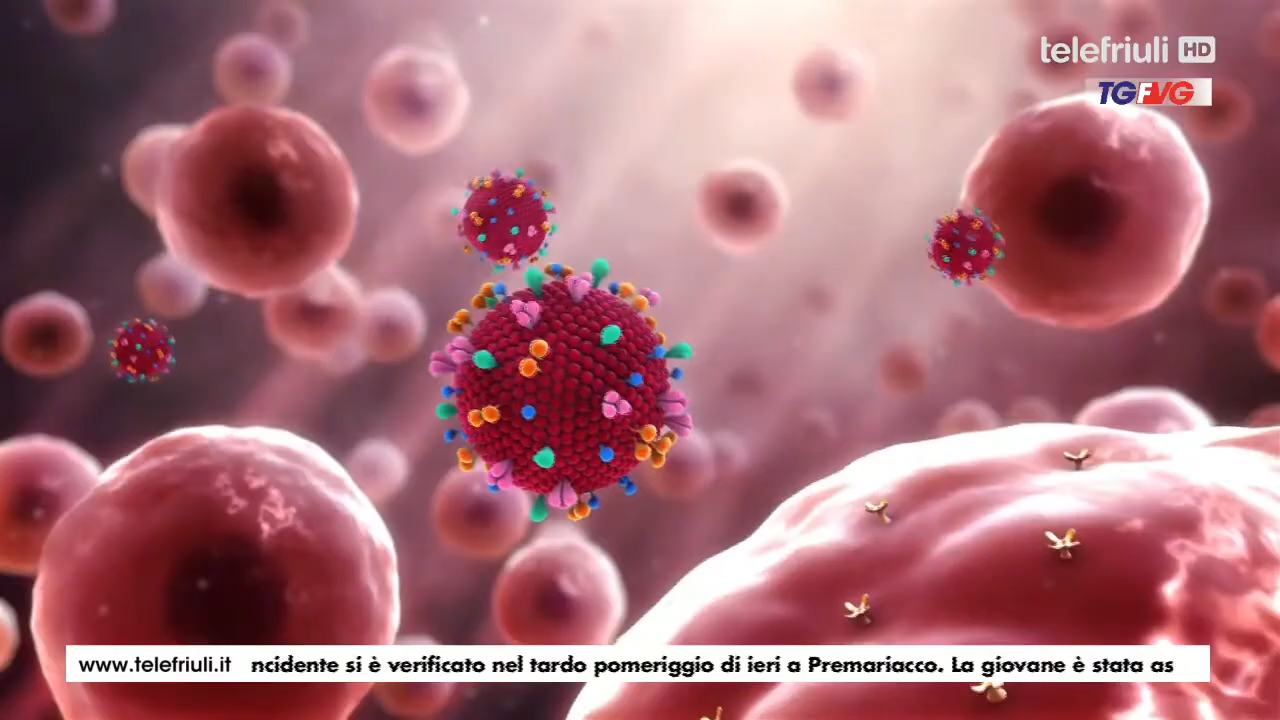 telefriuli HD
TGFVG
www.telefriuli.it ncidente si è verificato nel tardo pomeriggio di ieri a Premariacco. La giovane è stata as